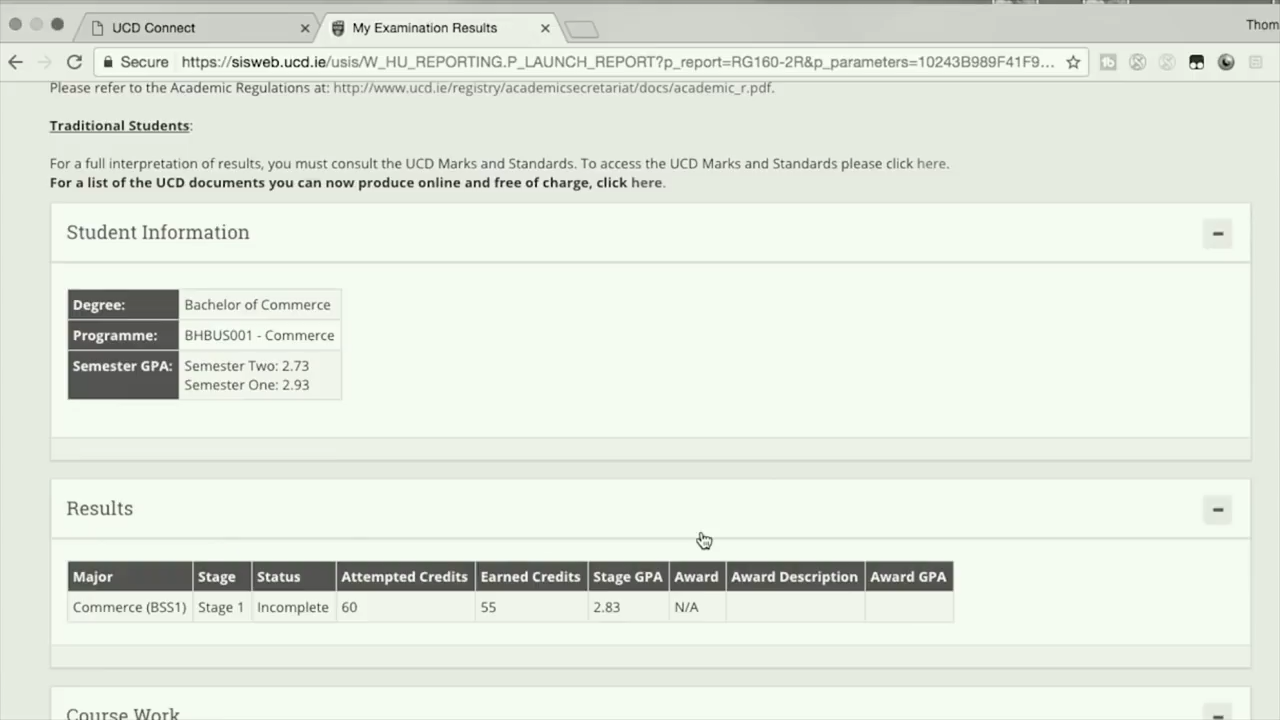 UCD Connect
My Examination Results
Thom
Secure https://sisweb.ucd.ie/usis/W_HU_REPORTING.P_LAUNCH_REPORT?p_report=RG160-2R&p_parameters=10243B989F41F9...
Please refer to the Academic Regulations at: http://www.ucd.ie/registry/academicsecretariat/docs/academic_r.pdf.
Traditional Students:
For a full interpretation of results, you must consult the UCD Marks and Standards. To access the UCD Marks and Standards please click here.
For a list of the UCD documents you can now produce online and free of charge, click here.
Student Information
Degree: Bachelor of Commerce
Programme: BHBUS001 - Commerce
Semester GPA: Semester Two: 2.73
Semester One: 2.93
Results
Major Stage Status Attempted Credits Earned Credits Stage GPA Award Award Description Award GPA
Commerce (BSS1) Stage 1 Incomplete 60 55 2.83 N/A
Course Work